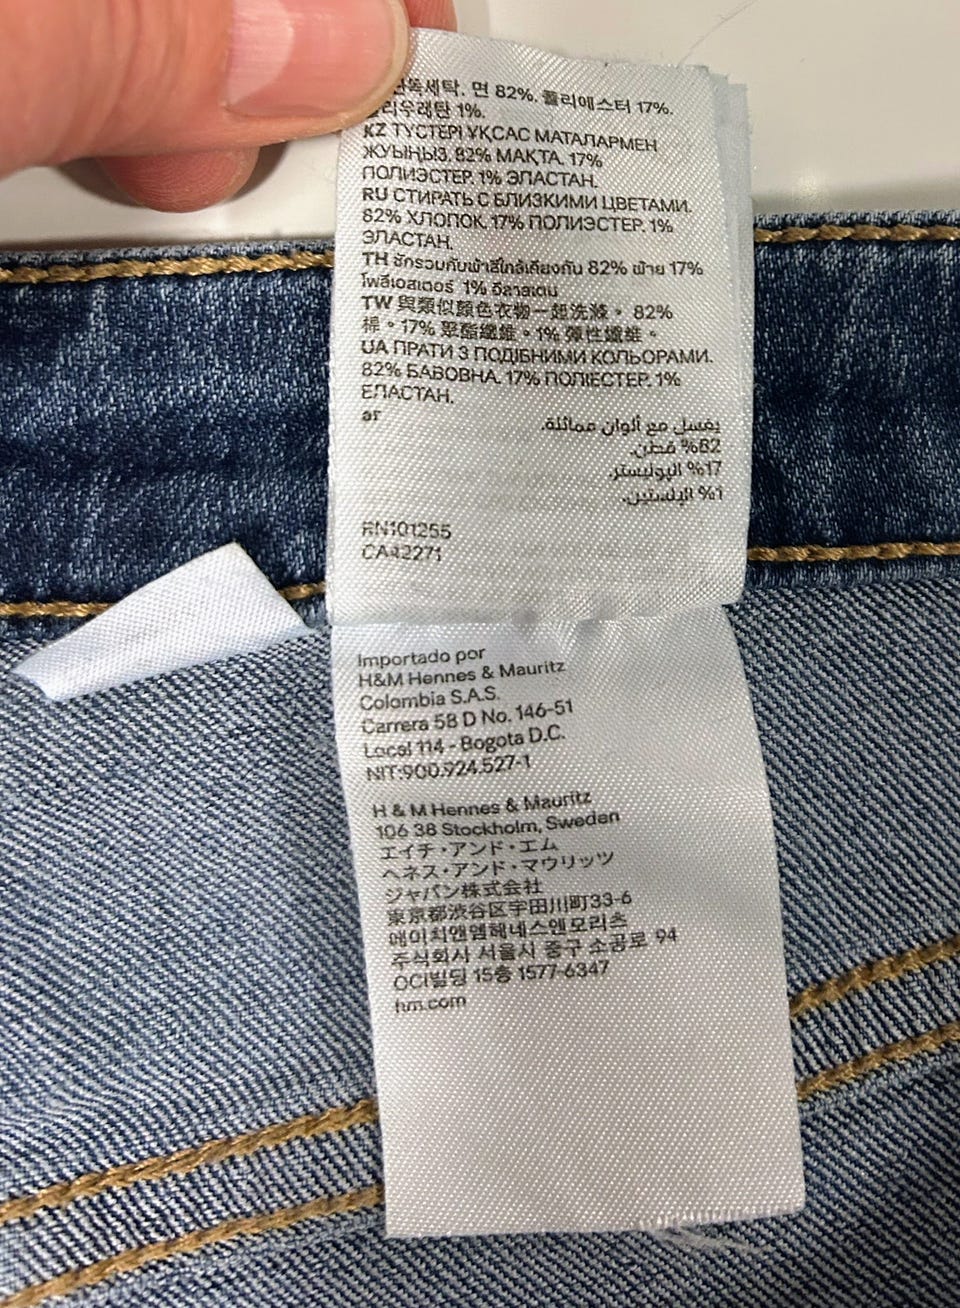 단독세탁. 면 82%. 폴리에스터 17%.
폴리우레탄 1%.
KZ ТҮСТЕРІ ҰҚСАС МАТАЛАРМЕН
ЖУЫҢЫЗ. 82% МАҚТА. 17%
ПОЛИЭСТЕР. 1% ЭЛАСТАН.
RU СТИРАТЬ С БЛИЗКИМИ ЦВЕТАМИ.
82% ХЛОПОК. 17% ПОЛИЭСТЕР. 1%
ЭЛАСТАН.
TH ซักรวมกับผ้าสีใกล้เคียงกัน 82% ฝ้าย 17%
โพลีเอสเตอร์ 1% อีลาสเตน
TW 與類似顏色衣物一起洗滌。82%
棉。17% 聚酯纖維。1% 彈性纖維。
UA ПРАТИ З ПОДІБНИМИ КОЛЬОРАМИ.
82% БАВОВНА. 17% ПОЛІЕСТЕР. 1%
ЕЛАСТАН.
ar
يغسل مع ألوان مماثلة.
82% قطن.
17% البوليستر.
1% اليلستين.
RN101255
CA42271
Importado por
H&M Hennes & Mauritz
Colombia S.A.S.
Carrera 58 D No. 146-51
Local 114 - Bogota D.C.
NIT:900.924.527-1
H & M Hennes & Mauritz
106 38 Stockholm, Sweden
エイチ・アンド・エム
ヘネス・アンド・マウリッツ
ジャパン株式会社
東京都渋谷区宇田川町33-6
에이치앤엠헤네스앤모리츠
주식회사 서울시 중구 소공로 94
OCI빌딩 15층 1577-6347
hm.com